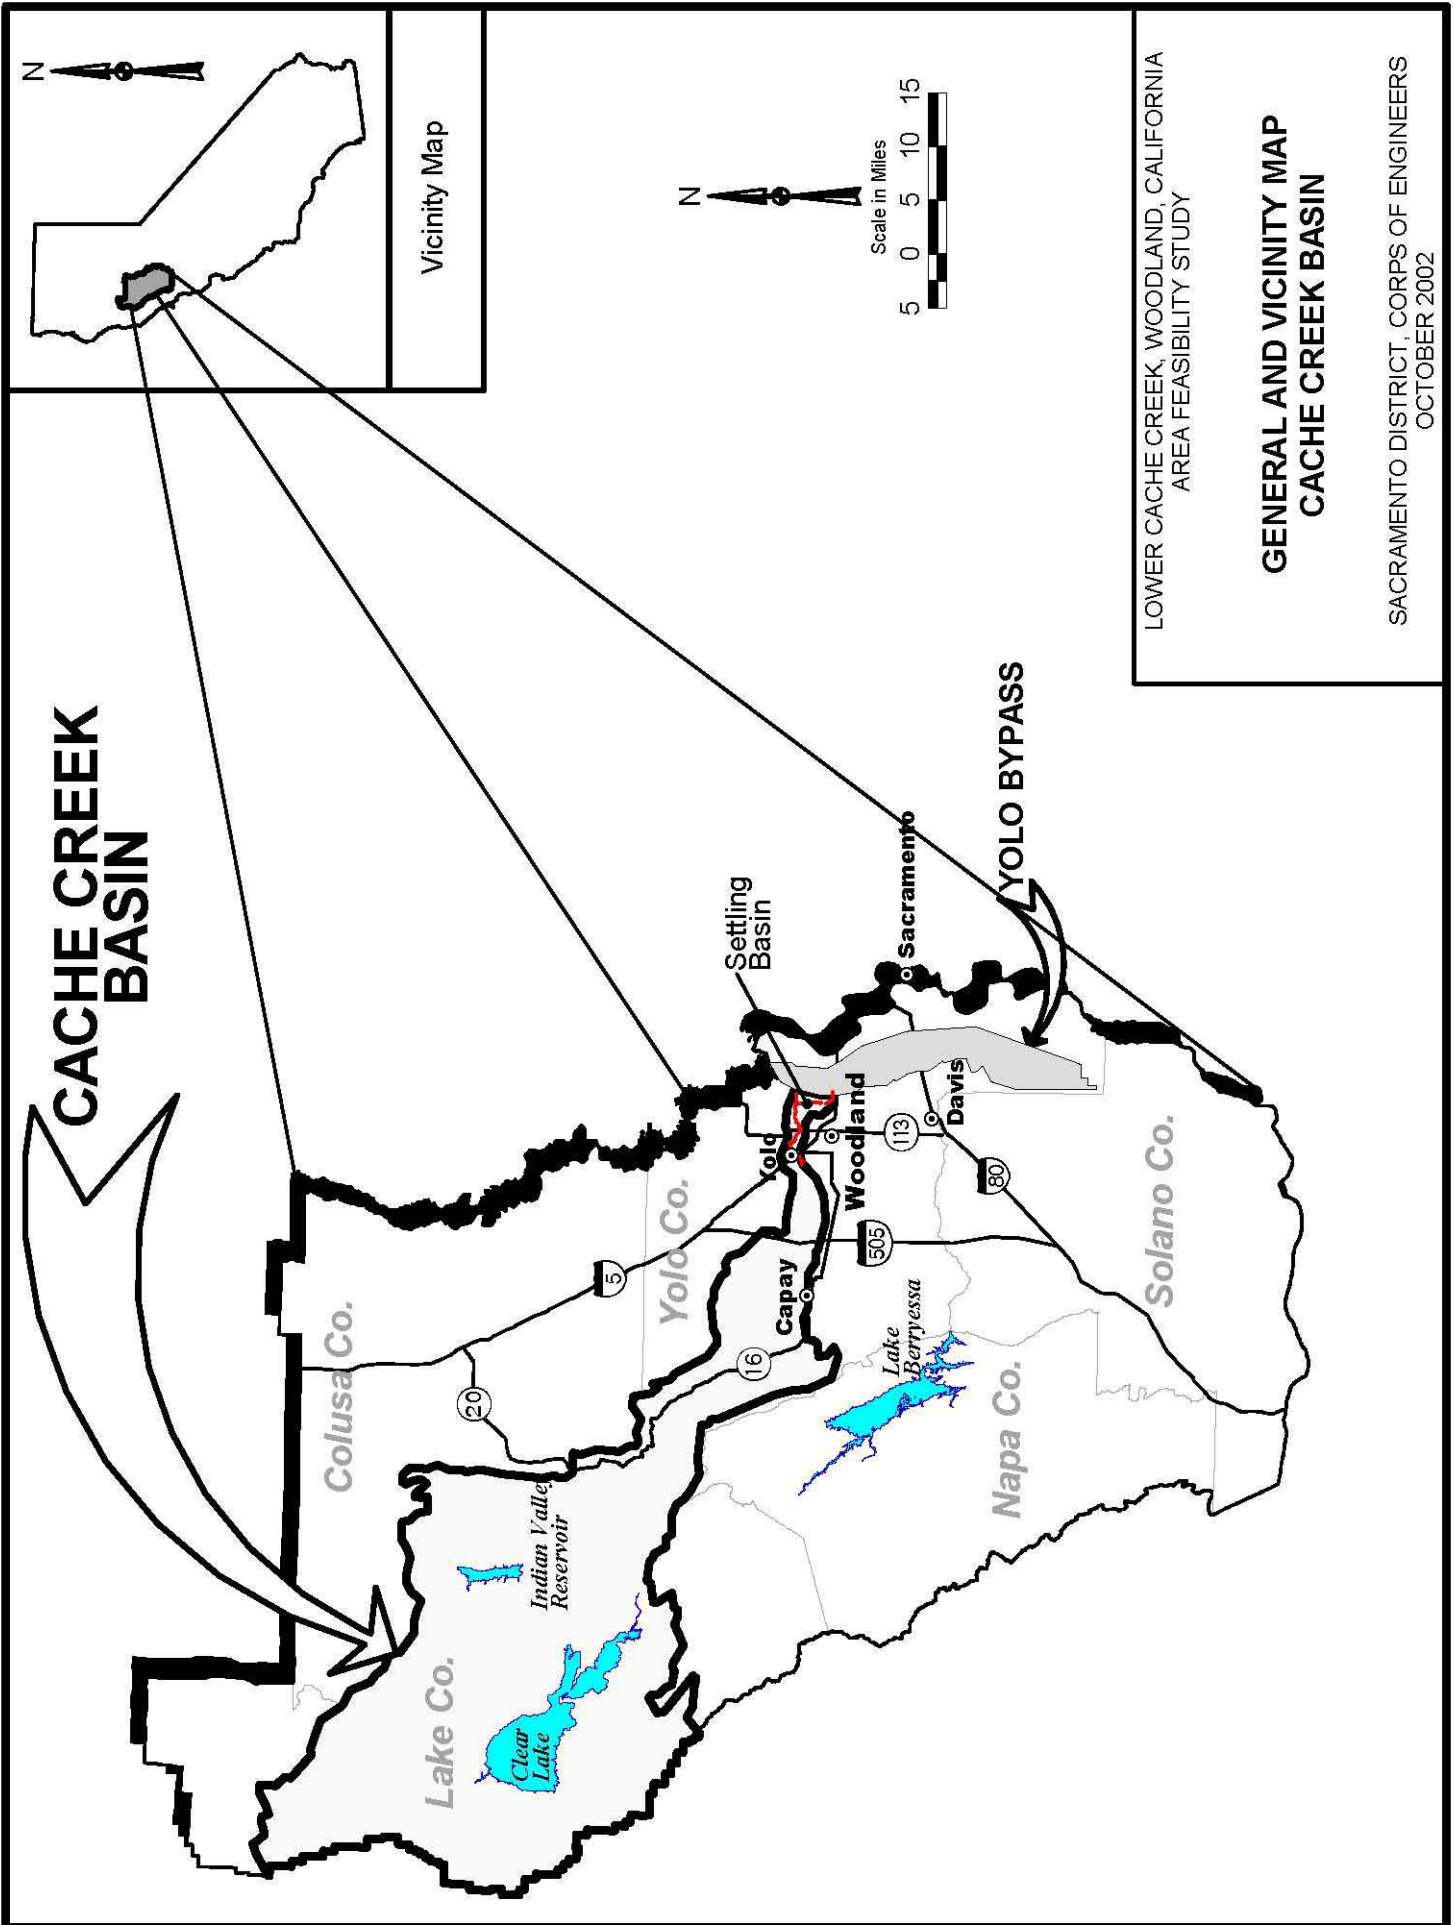 CACHE CREEK
BASIN
N
Vicinity Map
N
Scale in Miles
5 0 5 10 15
Colusa Co.
Lake Co.
Yolo Co.
Napa Co.
Solano Co.
20
5
16
505
113
80
Indian Valley
Reservoir
Clear
Lake
Lake
Berryessa
Capay
Yolo
Woodland
Davis
Sacramento
Settling
Basin
YOLO BYPASS
LOWER CACHE CREEK, WOODLAND, CALIFORNIA
AREA FEASIBILITY STUDY
GENERAL AND VICINITY MAP
CACHE CREEK BASIN
SACRAMENTO DISTRICT, CORPS OF ENGINEERS
OCTOBER 2002